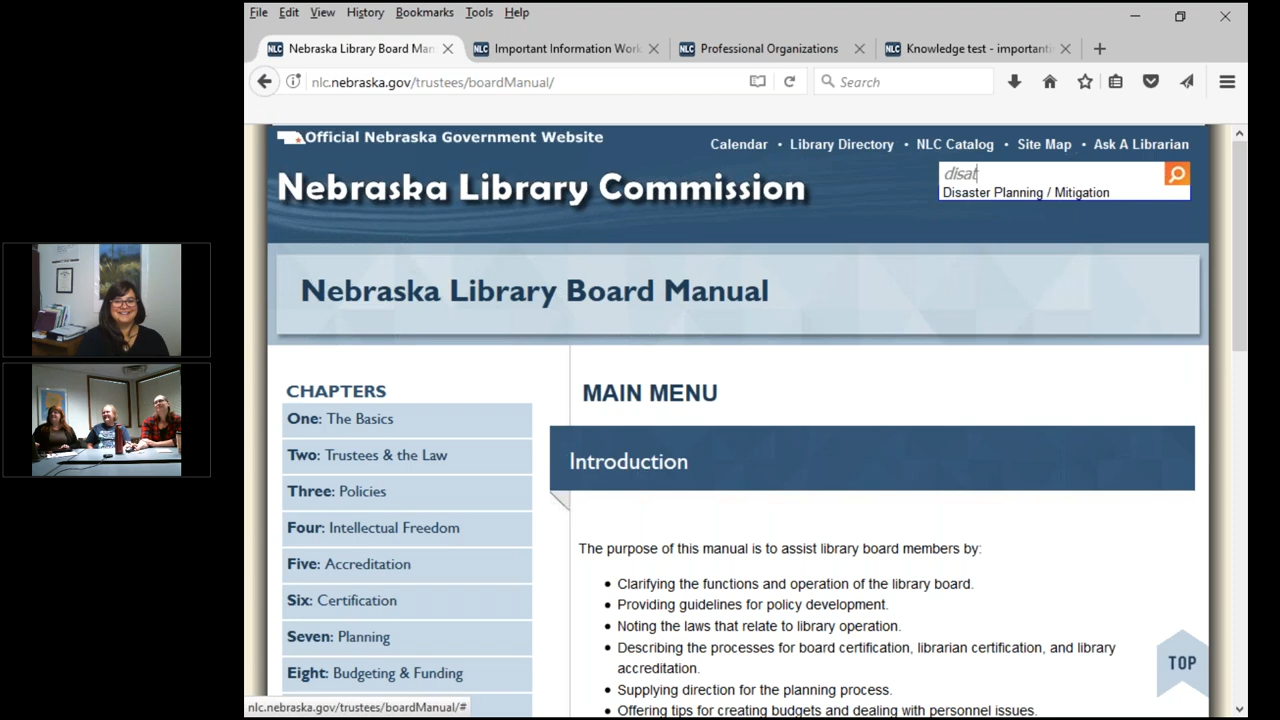 File Edit View History Bookmarks Tools Help
Nebraska Library Board Man
Important Information Work
Professional Organizations
Knowledge test - importanti
nlc.nebraska.gov/trustees/boardManual/
Search
Official Nebraska Government Website
Calendar • Library Directory • NLC Catalog • Site Map • Ask A Librarian
Nebraska Library Commission
disat
Disaster Planning / Mitigation
Nebraska Library Board Manual
CHAPTERS
One: The Basics
Two: Trustees & the Law
Three: Policies
Four: Intellectual Freedom
Five: Accreditation
Six: Certification
Seven: Planning
Eight: Budgeting & Funding
MAIN MENU
Introduction
The purpose of this manual is to assist library board members by:
• Clarifying the functions and operation of the library board.
• Providing guidelines for policy development.
• Noting the laws that relate to library operation.
• Describing the processes for board certification, librarian certification, and library
accreditation.
• Supplying direction for the planning process.
• Offering tips for creating budgets and dealing with personnel issues.
TOP
nlc.nebraska.gov/trustees/boardManual/#